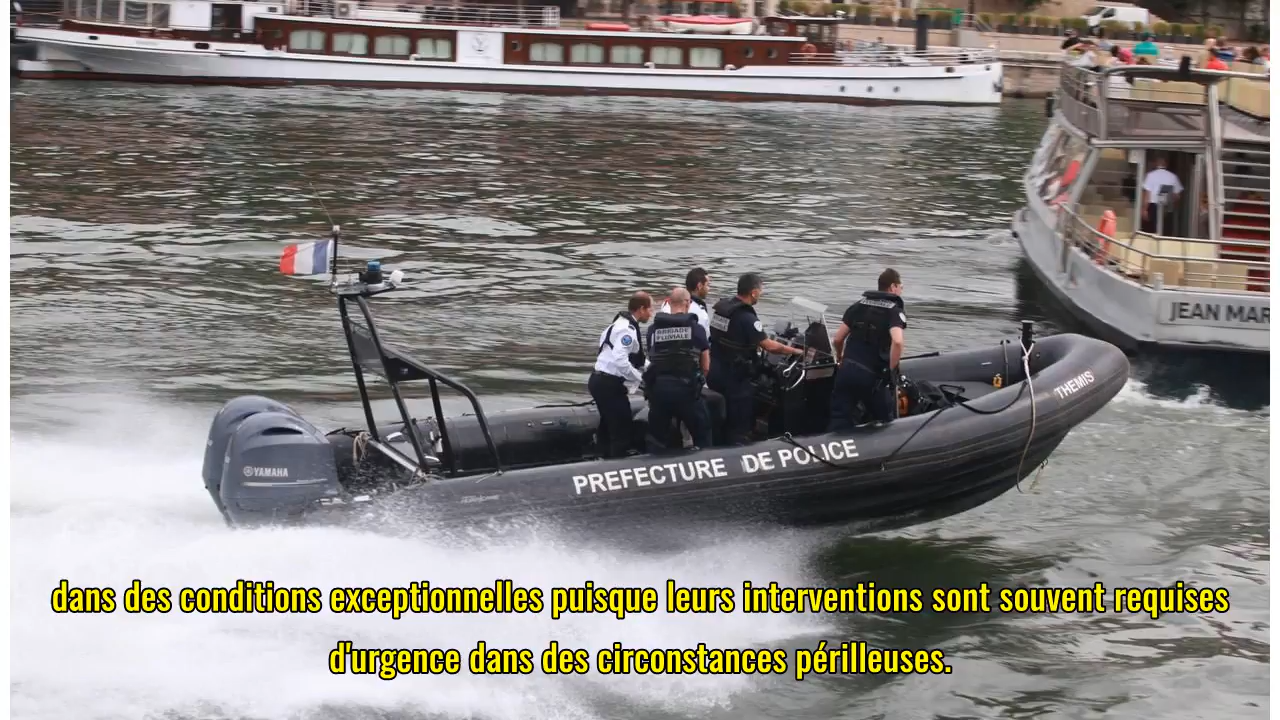 JEAN MAR
BRIGADE
FLUVIALE
THEMIS
YAMAHA
PREFECTURE DE POLICE
dans des conditions exceptionnelles puisque leurs interventions sont souvent requises
d'urgence dans des circonstances périlleuses.